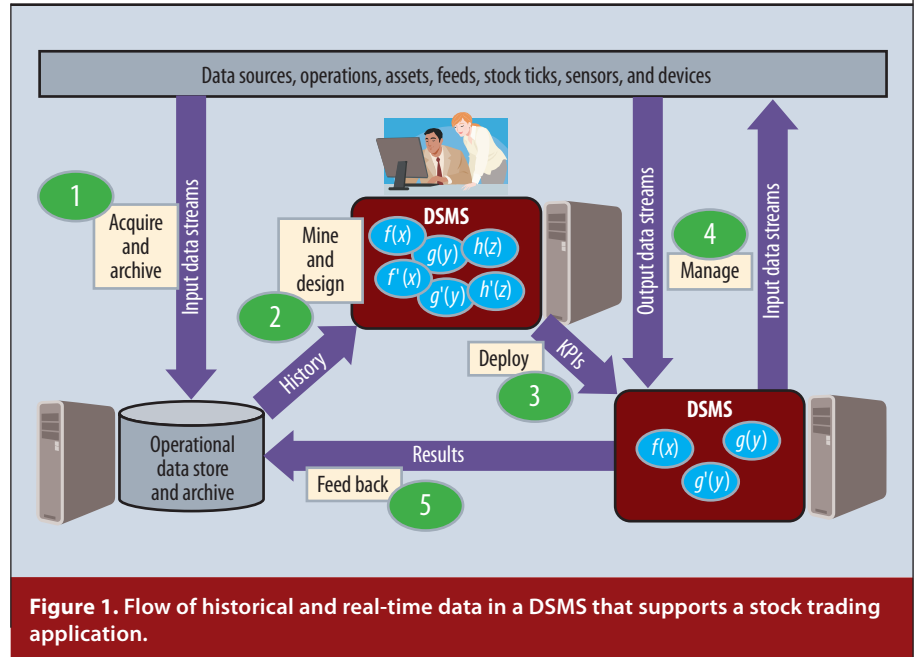 Data sources, operations, assets, feeds, stock ticks, sensors, and devices
1
Acquire
and
archive
Input data streams
2
Mine
and
design
History
DSMS
f(x)
g(y)
h(z)
f'(x)
g'(y)
h'(z)
Deploy
3
KPIs
Output data streams
4
Manage
Input data streams
DSMS
f(x)
g(y)
g'(y)
Operational
data store
and archive
Results
Feed back
5
Figure 1. Flow of historical and real-time data in a DSMS that supports a stock trading
application.